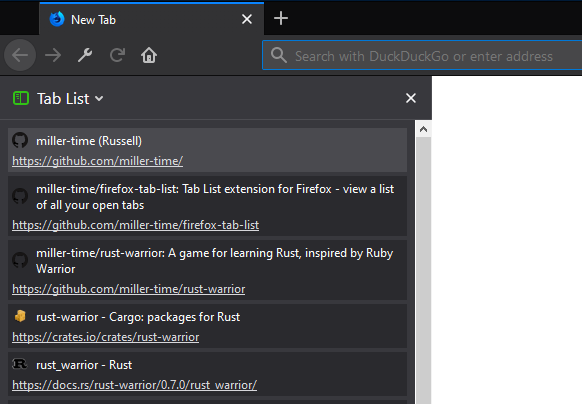 New Tab
Search with DuckDuckGo or enter address
Tab List
miller-time (Russell)
https://github.com/miller-time/
miller-time/firefox-tab-list: Tab List extension for Firefox - view a list
of all your open tabs
https://github.com/miller-time/firefox-tab-list
miller-time/rust-warrior: A game for learning Rust, inspired by Ruby
Warrior
https://github.com/miller-time/rust-warrior
rust-warrior - Cargo: packages for Rust
https://crates.io/crates/rust-warrior
rust_warrior - Rust
https://docs.rs/rust-warrior/0.7.0/rust_warrior/